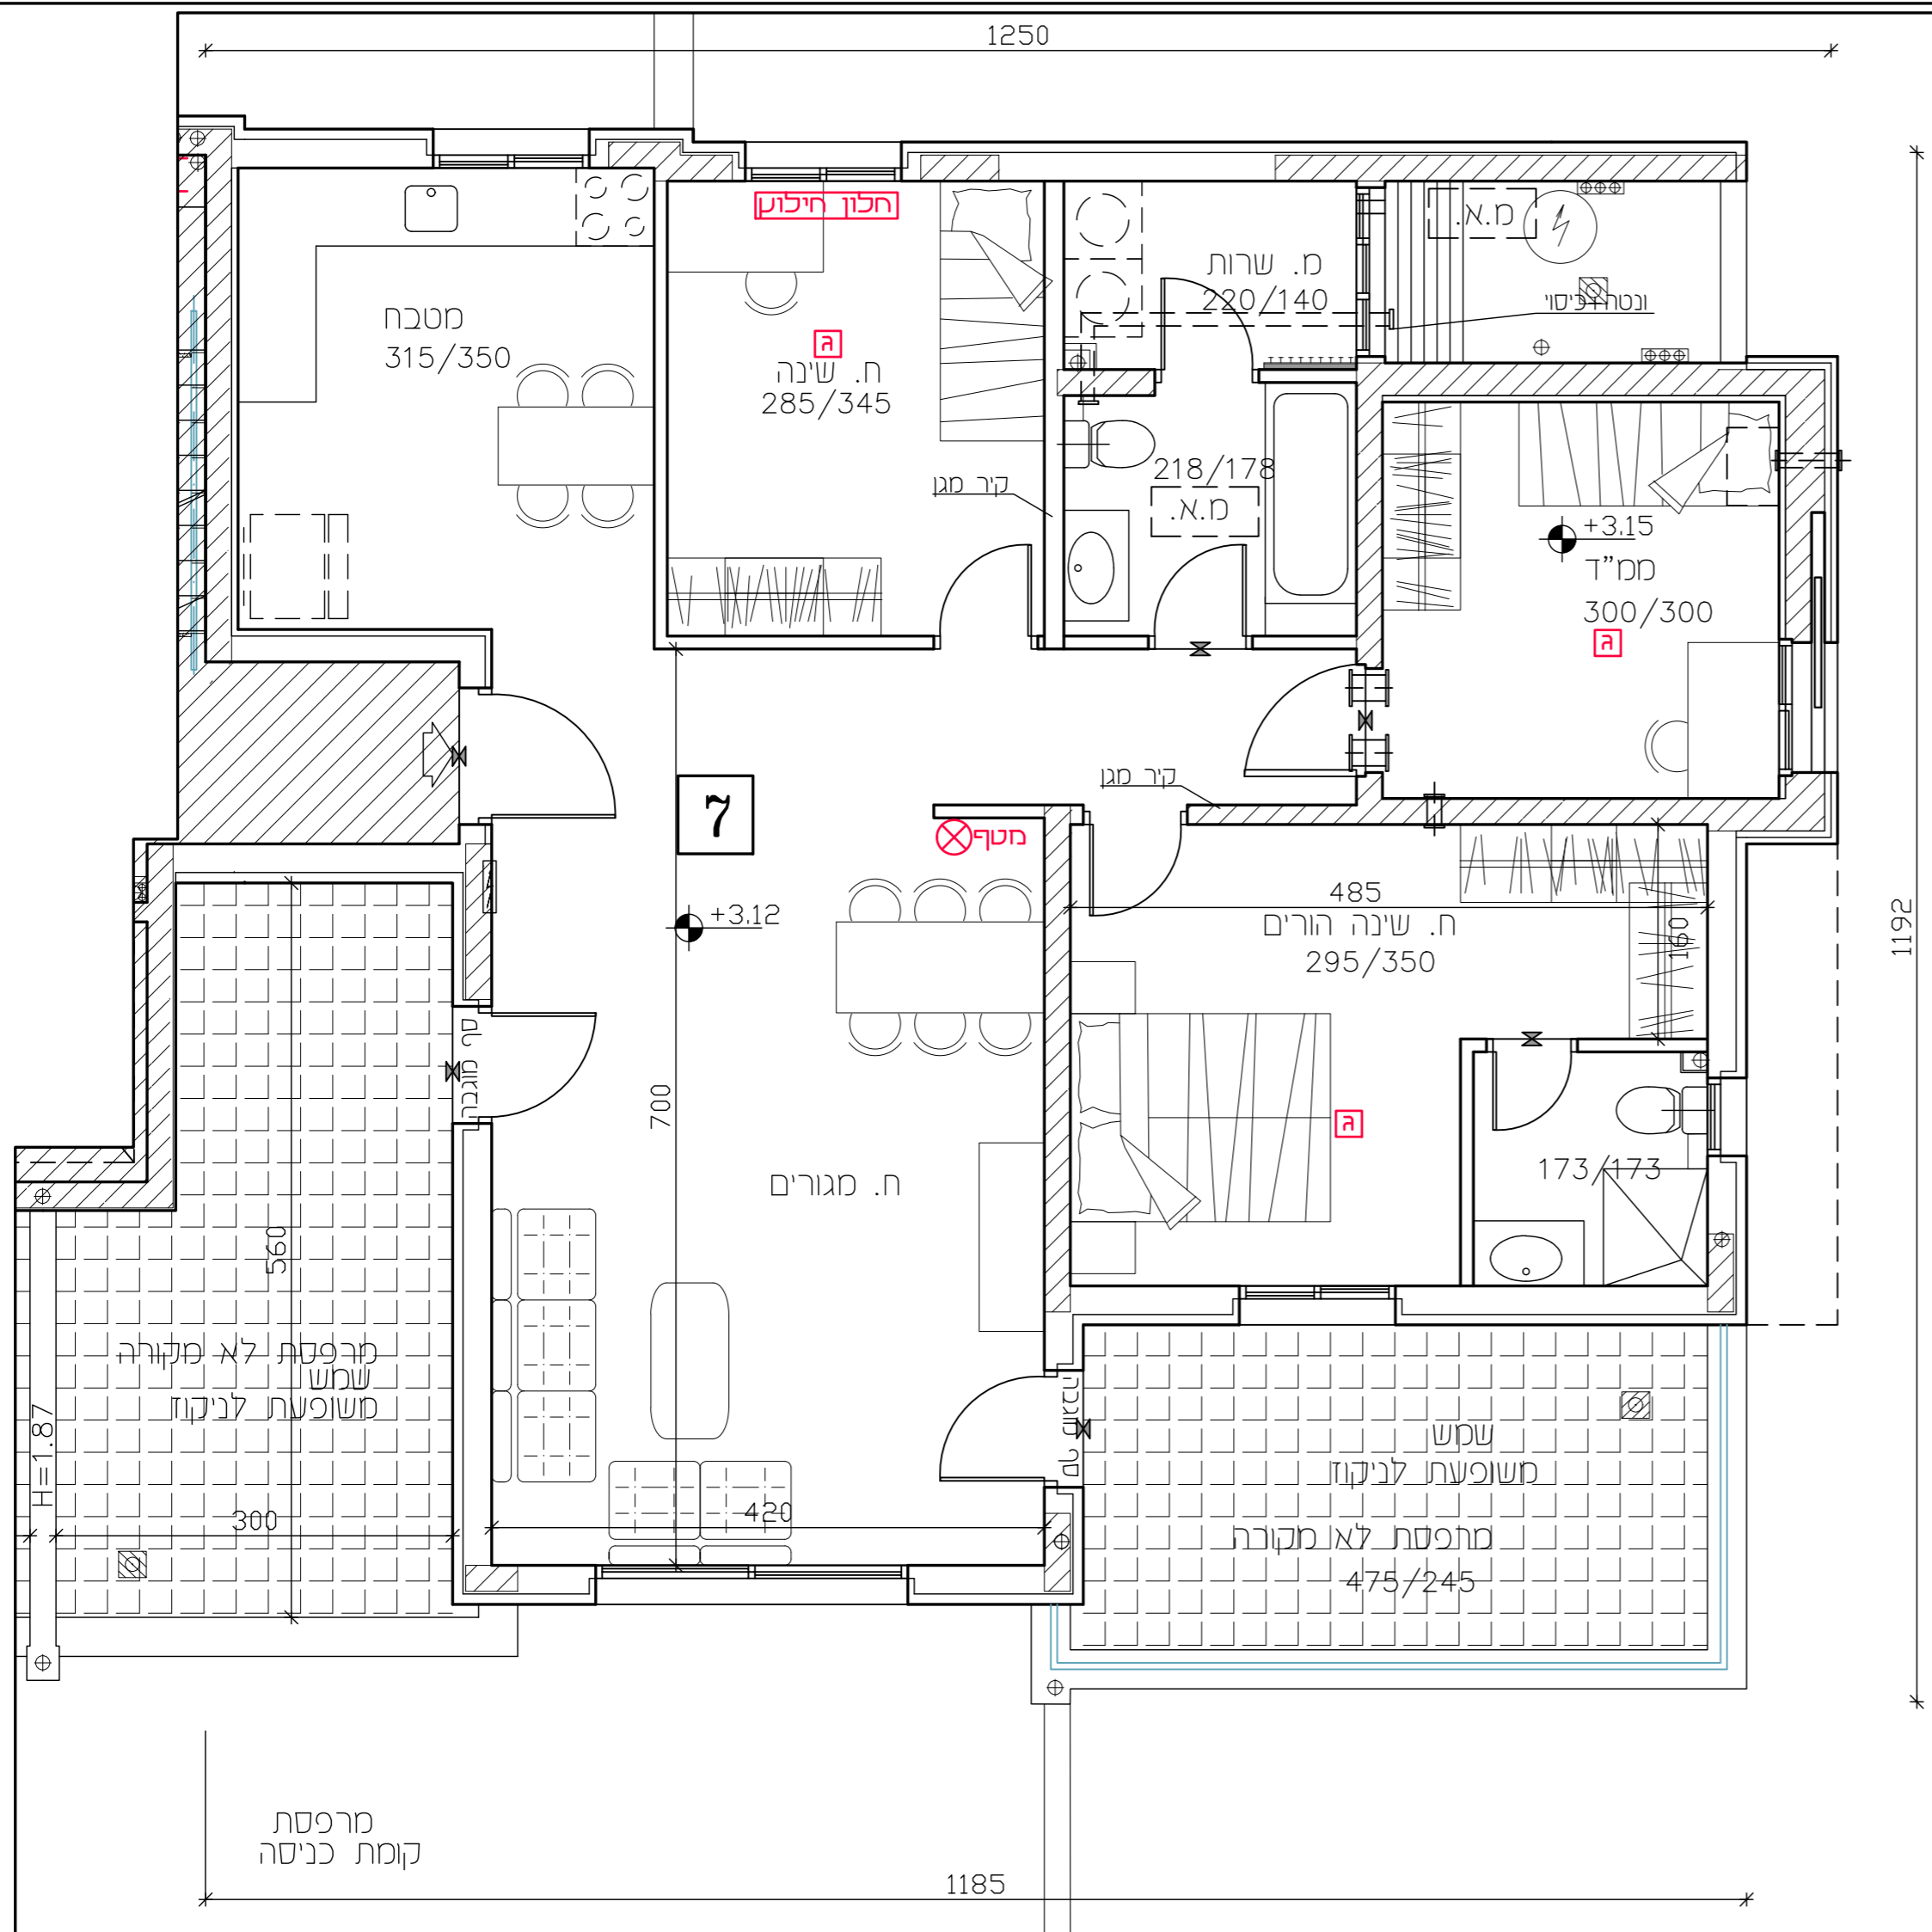 1250
חלון חילוץ
מ.א.
מ. שרות
220/140
ונטה+כיסוי
מטבח
315/350
ג
ח. שינה
285/345
218/178
מ.א.
קיר מגן
+3.15
ממ"ד
300/300
ג
קיר מגן
7
מטף
+3.12
485
ח. שינה הורים
295/350
160
1192
סף מוגבה
700
ג
173/173
ח. מגורים
560
מרפסת לא מקורה
שמש
משופעת לניקוז
H=1.87
סף מוגבה
שמש
משופעת לניקוז
300
420
מרפסת לא מקורה
475/245
מרפסת
קומת כניסה
1185